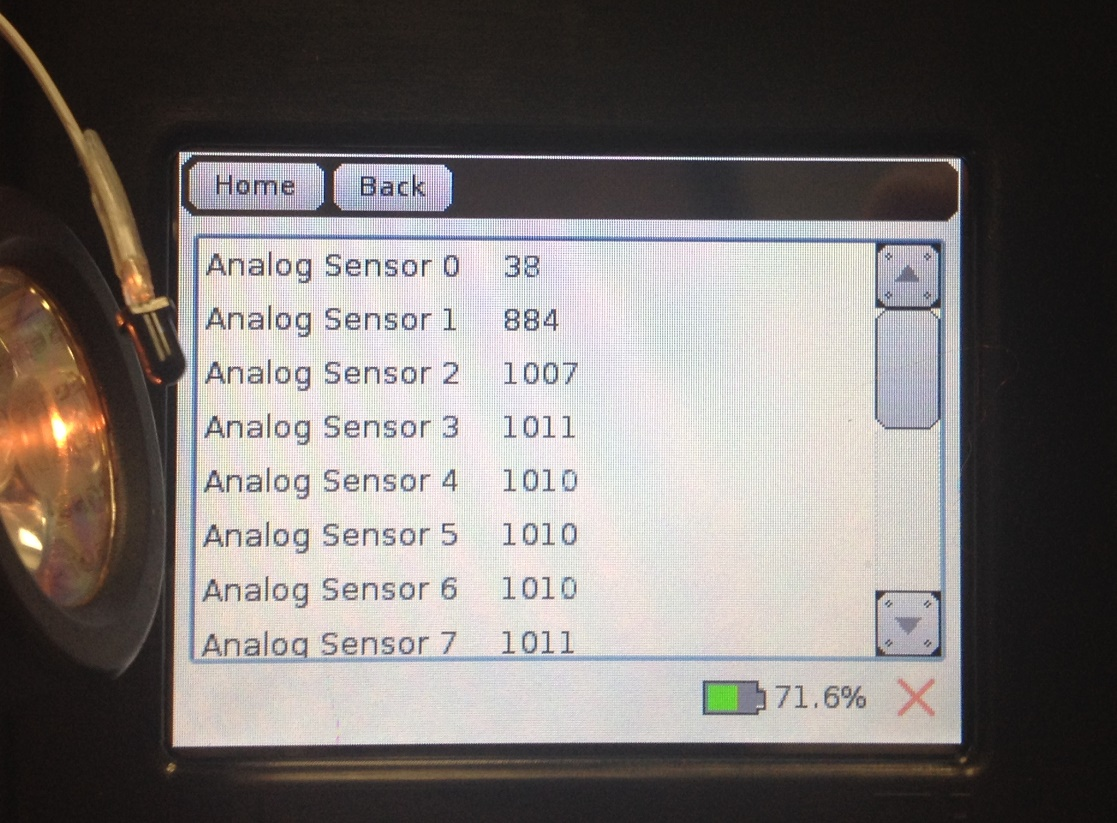 Home Back
Analog Sensor 0 38
Analog Sensor 1 884
Analog Sensor 2 1007
Analog Sensor 3 1011
Analog Sensor 4 1010
Analog Sensor 5 1010
Analog Sensor 6 1010
Analog Sensor 7 1011
71.6%